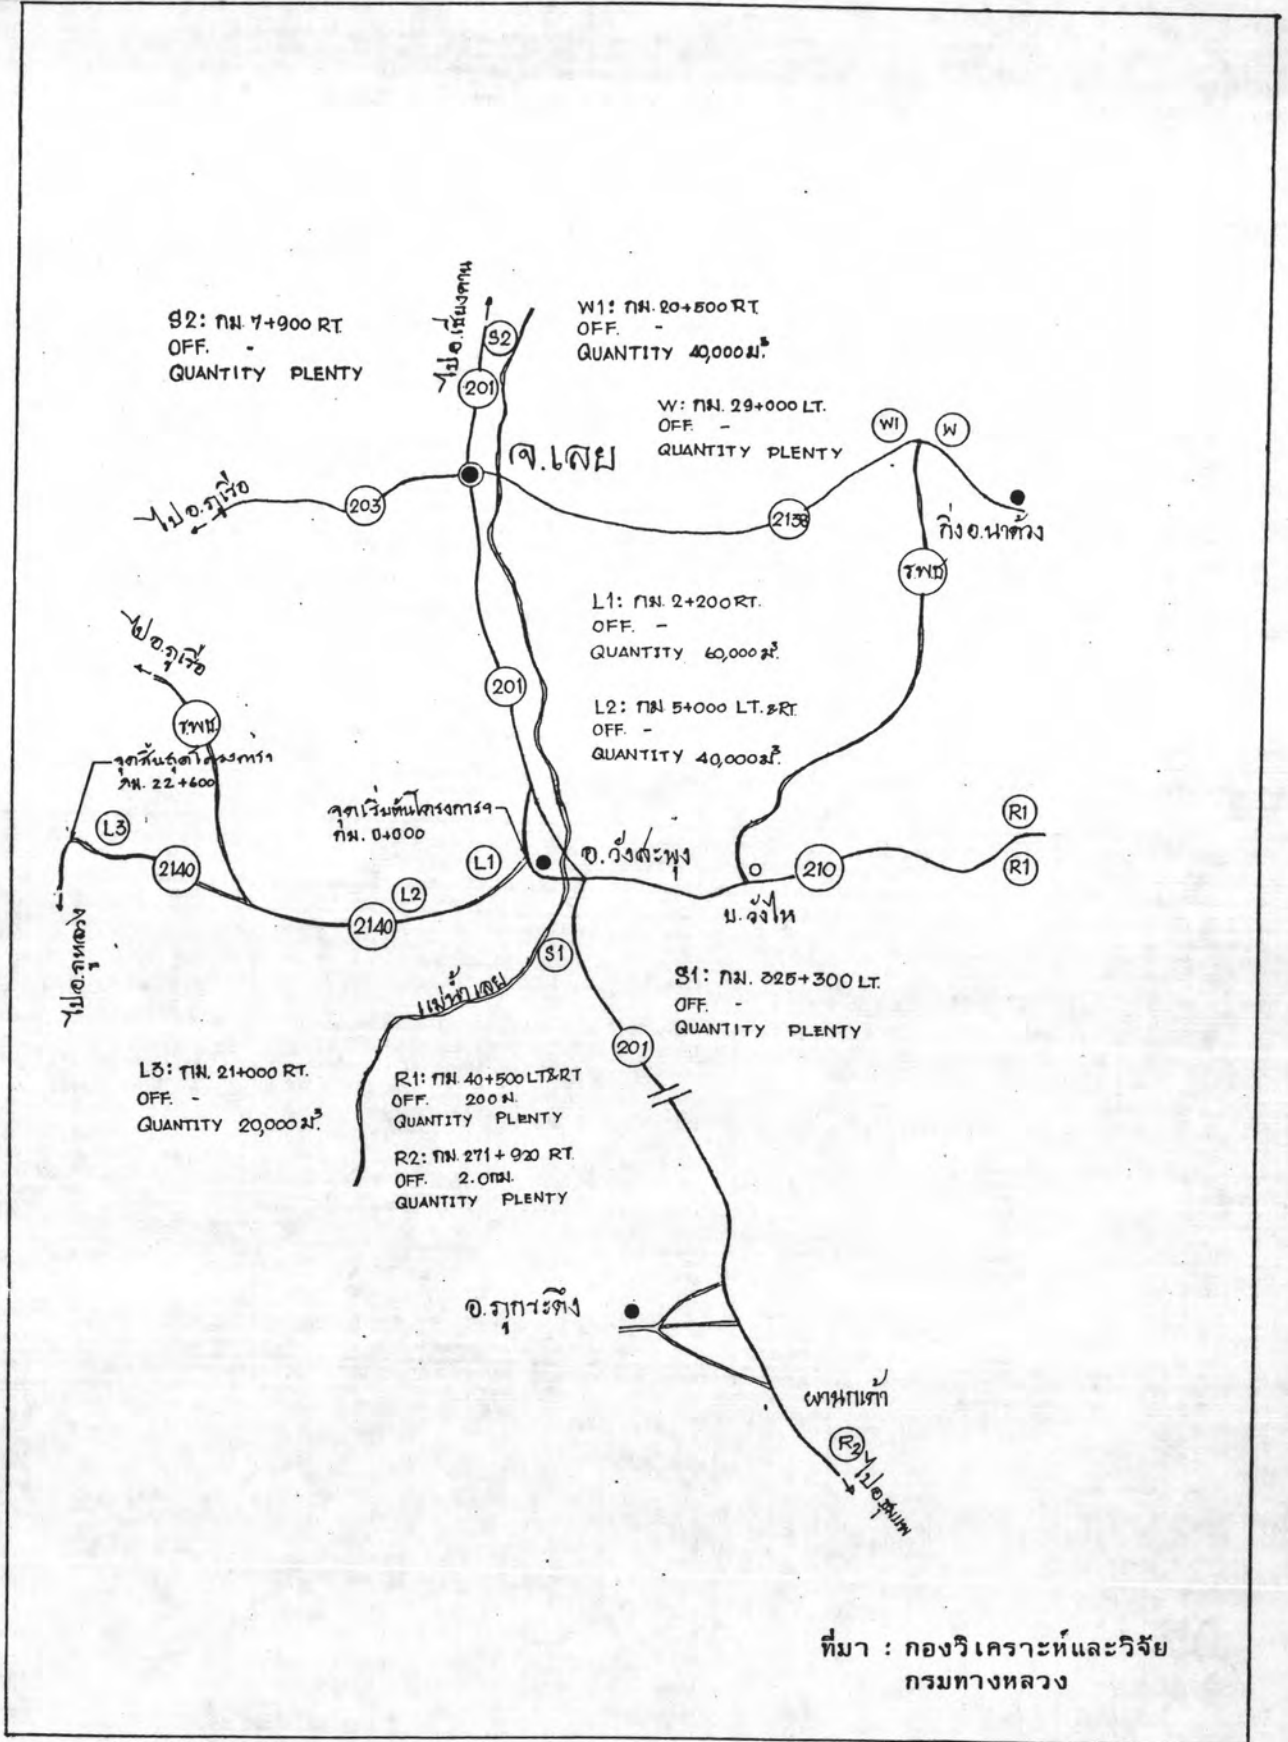 S2: กม. 7+900 RT.
OFF. -
QUANTITY PLENTY
ไป อ.เชียงคาน
S2
201
W1: กม. 20+500 RT.
OFF. -
QUANTITY 40,000 ม.³
W: กม. 29+000 LT.
OFF. -
QUANTITY PLENTY
W1
W
จ.เลย
ไป อ.ภูเรือ
203
2138
กิ่ง อ.นาด้วง
ร.พ.ช
L1: กม. 2+200 RT.
OFF. -
QUANTITY 60,000 ม.³
ไป อ.ภูเรือ
201
L2: กม. 5+000 LT. & RT.
OFF. -
QUANTITY 40,000 ม.³
ร.พ.ช.
จุดสิ้นสุดโครงการฯ
กม. 22+600
จุดเริ่มต้นโครงการฯ
กม. 0+000
L3
2140
L1
อ.วังสะพุง
210
R1
R1
L2
2140
บ.วังไห
S1
แม่น้ำเลย
S1: กม. 325+300 LT.
OFF. -
QUANTITY PLENTY
201
L3: กม. 21+000 RT.
OFF. -
QUANTITY 20,000 ม.³
R1: กม. 40+500 LT&RT
OFF. 200 ม.
QUANTITY PLENTY
R2: กม. 271+920 RT.
OFF. 2.0 กม.
QUANTITY PLENTY
อ.ภูกระดึง
ผานกเค้า
R2
ไป อ.ชุมแพ
ที่มา : กองวิเคราะห์และวิจัย
กรมทางหลวง